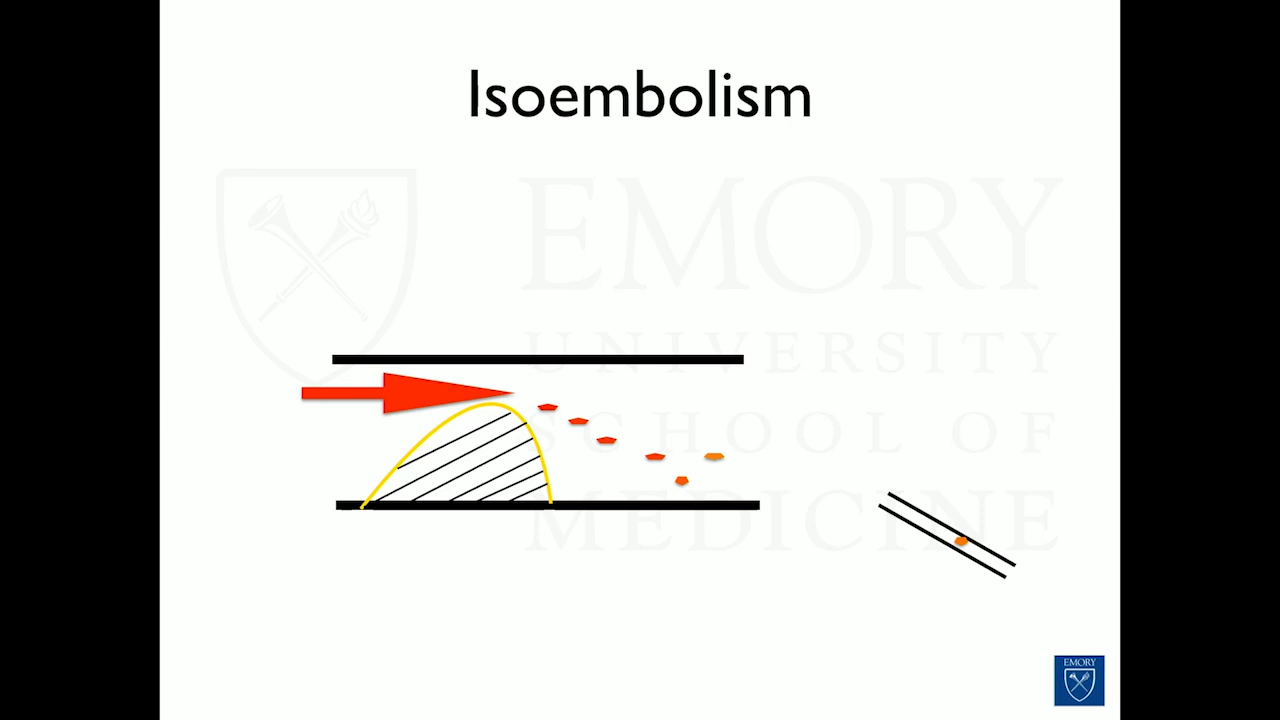 Isoembolism
EMORY
UNIVERSITY
SCHOOL OF
MEDICINE
EMORY